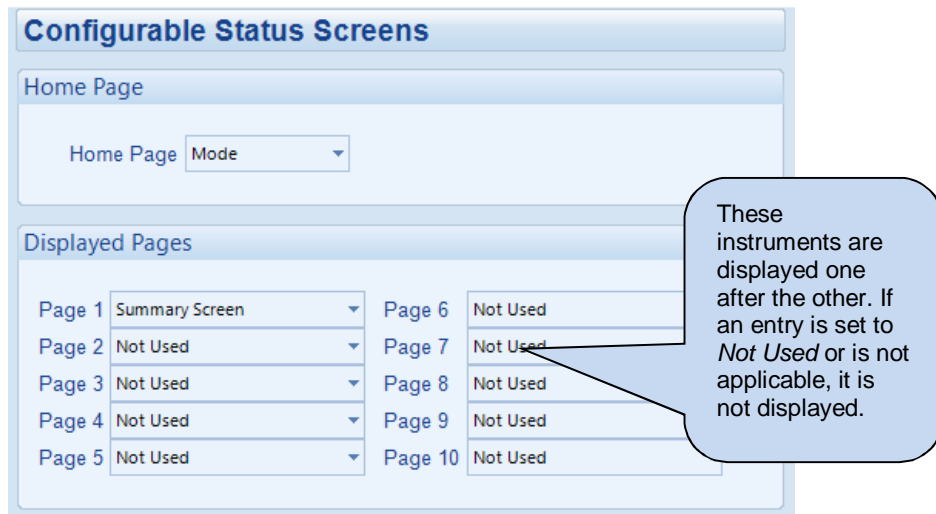 Configurable Status Screens
Home Page
Home Page Mode
Displayed Pages
Page 1 Summary Screen Page 6 Not Used
Page 2 Not Used Page 7 Not Used
Page 3 Not Used Page 8 Not Used
Page 4 Not Used Page 9 Not Used
Page 5 Not Used Page 10 Not Used
These
instruments are
displayed one
after the other. If
an entry is set to
Not Used or is not
applicable, it is
not displayed.